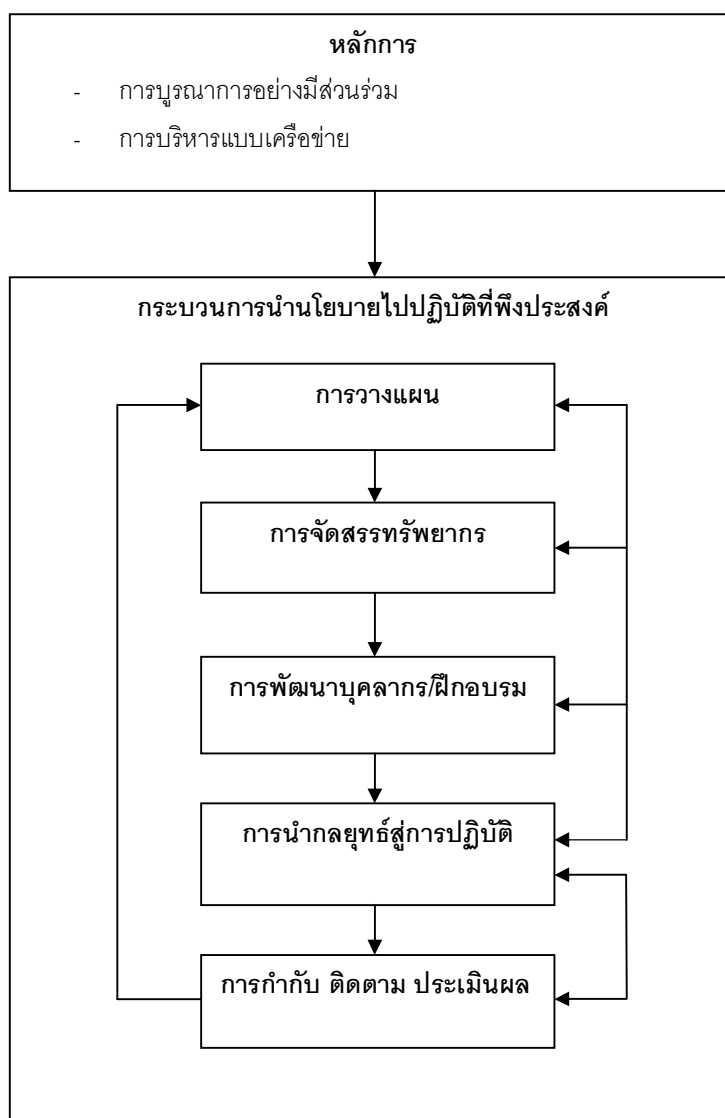 หลักการ
- การบูรณาการอย่างมีส่วนร่วม
- การบริหารแบบเครือข่าย
กระบวนการนำนโยบายไปปฏิบัติที่พึงประสงค์
การวางแผน
การจัดสรรทรัพยากร
การพัฒนาบุคลากร/ฝึกอบรม
การนำกลยุทธ์สู่การปฏิบัติ
การกำกับ ติดตาม ประเมินผล